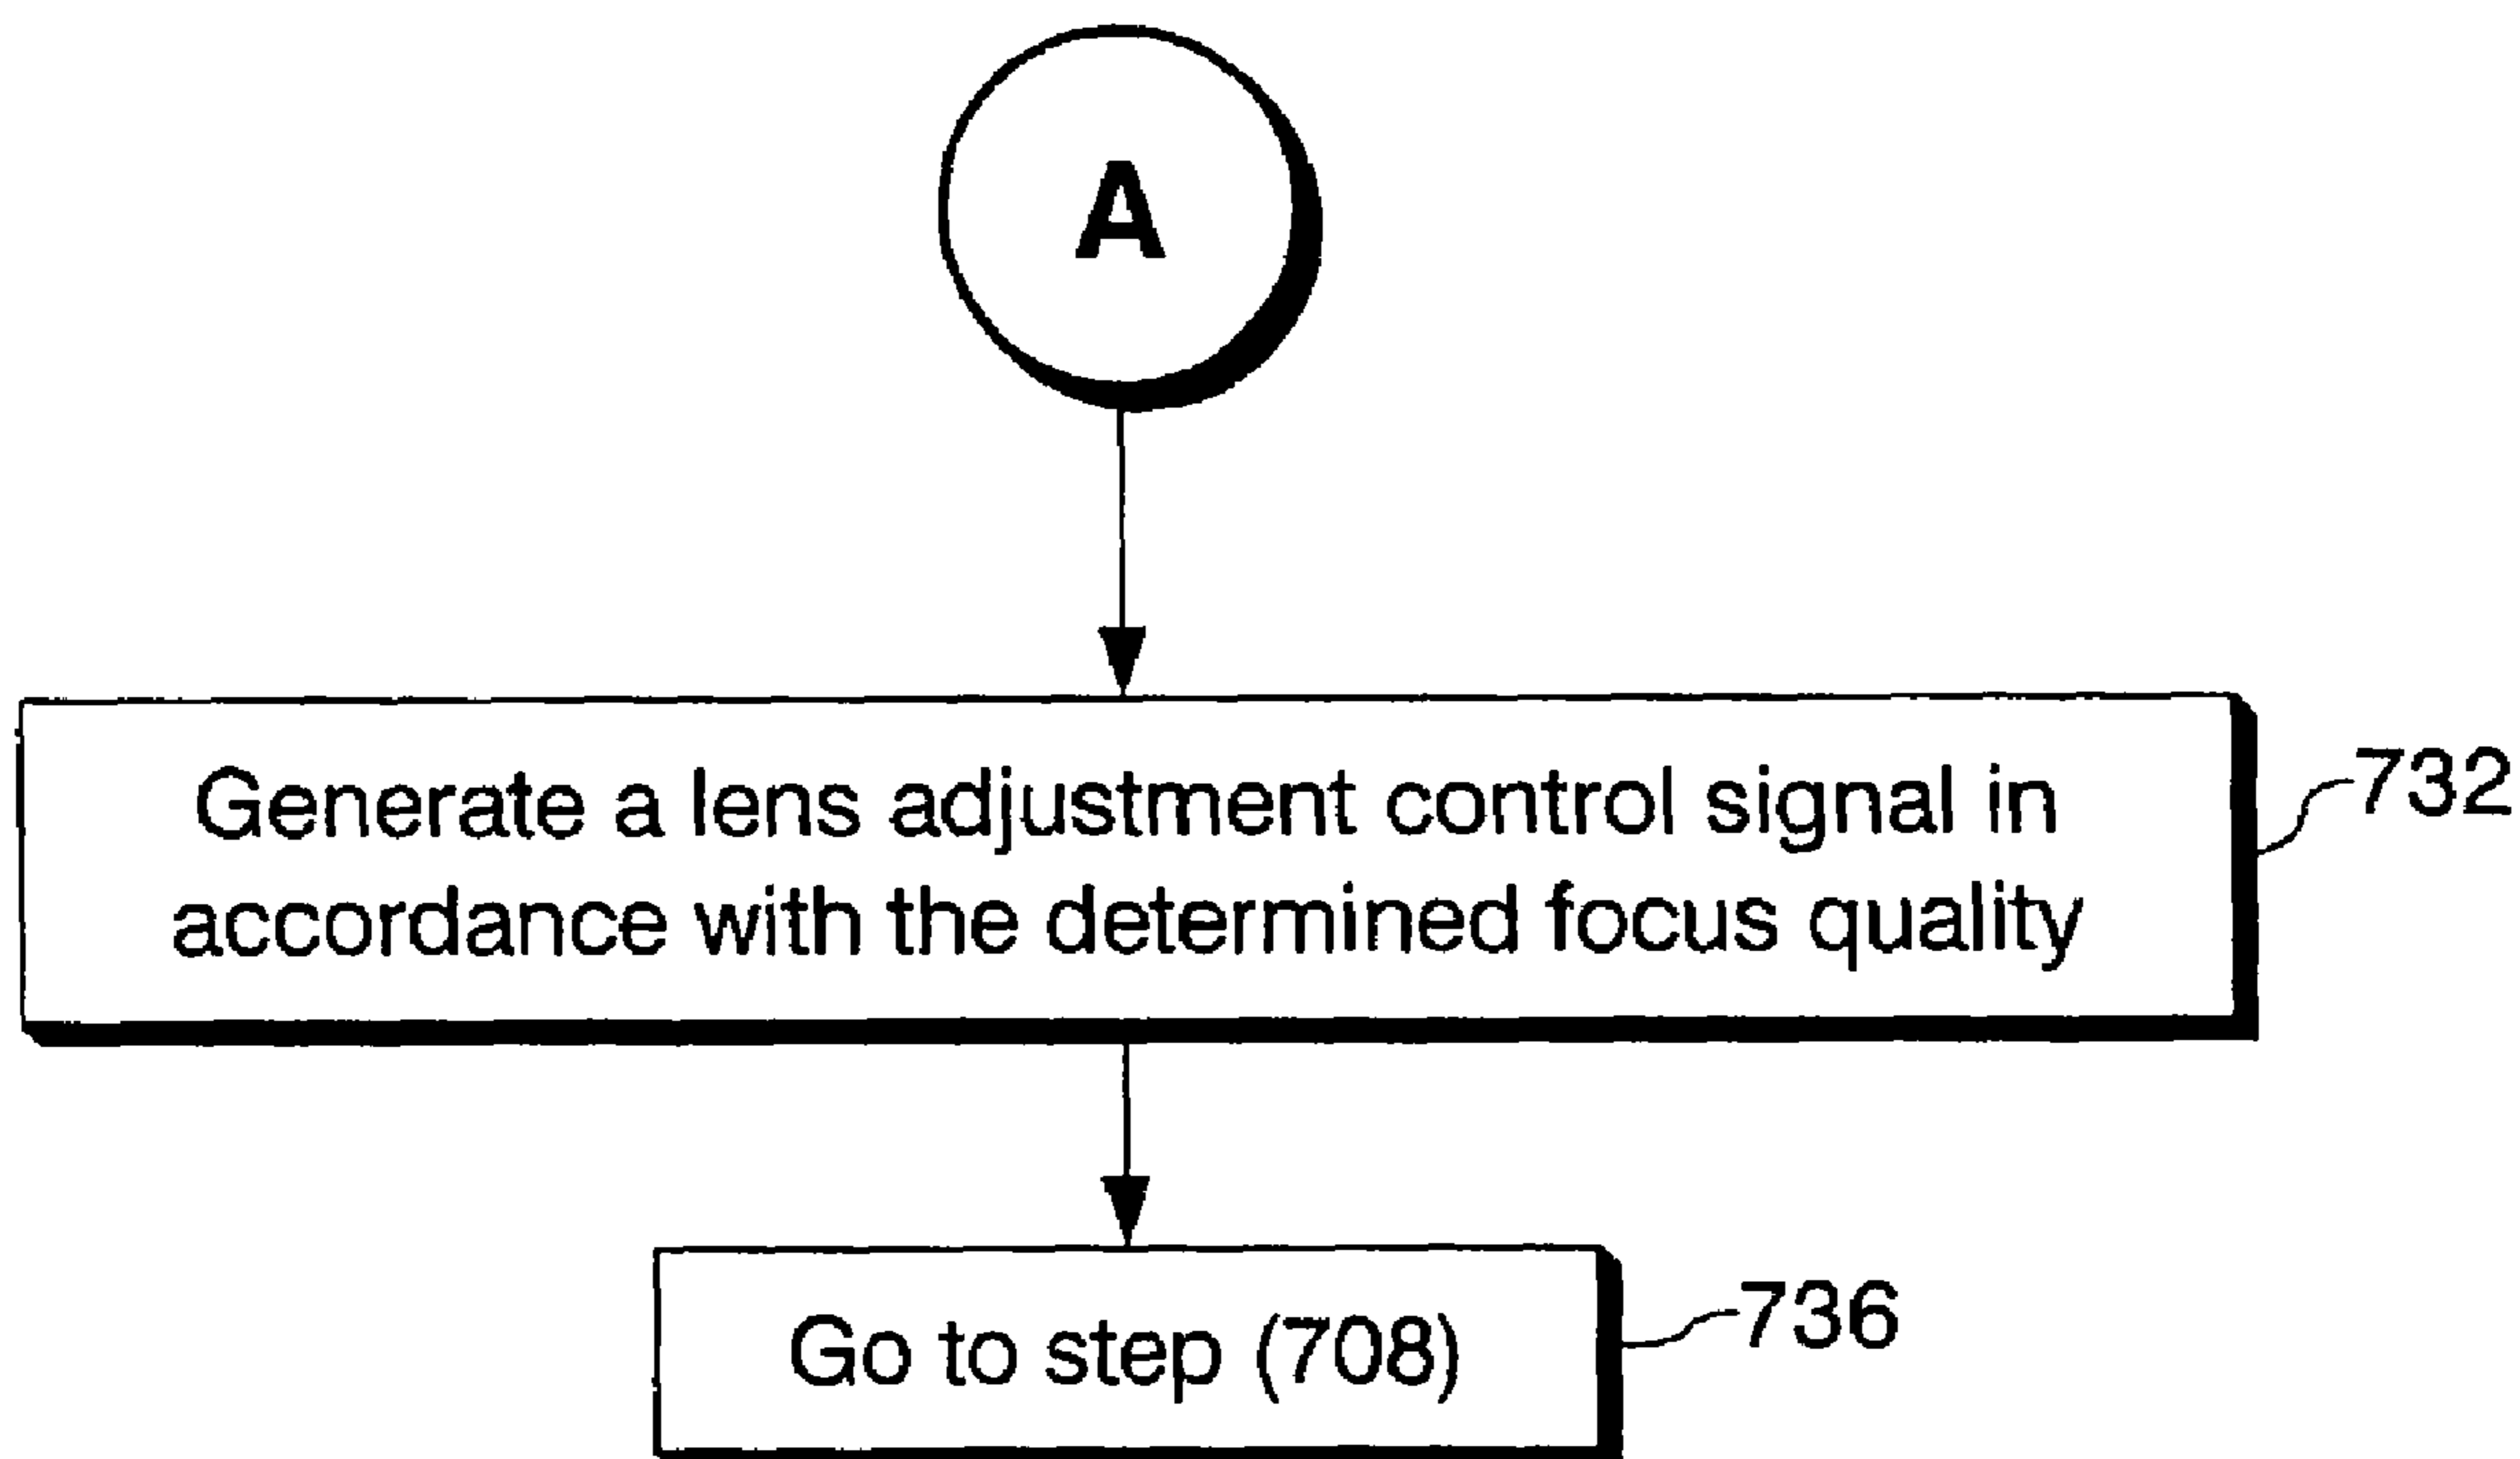 A
Generate a lens adjustment control signal in
accordance with the determined focus quality
732
Go to step (708)
736